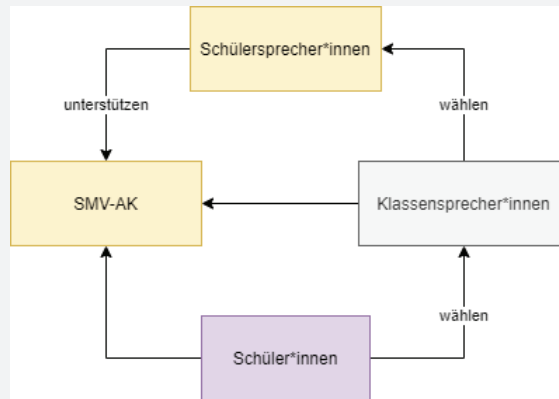 Schülersprecher*innen
unterstützen
wählen
SMV-AK
Klassensprecher*innen
wählen
Schüler*innen